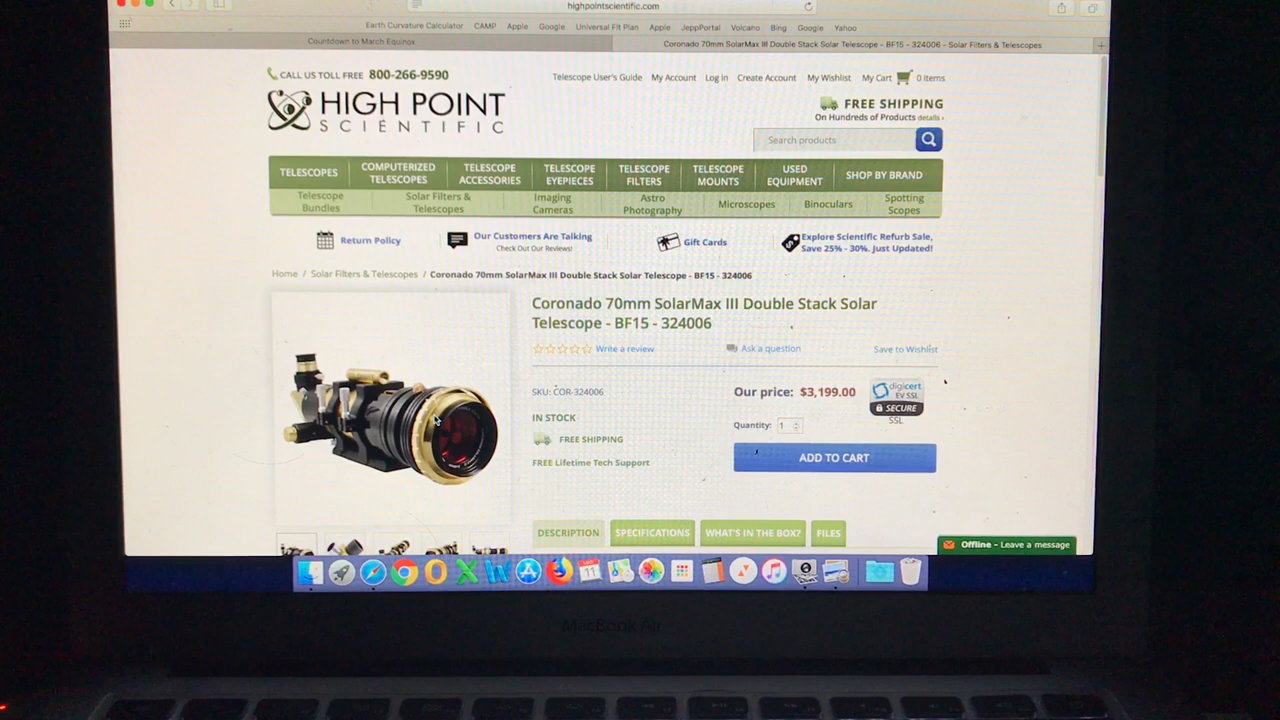 highpointscientific.com
Earth Curvature Calculator CAMP Apple Google Universal Fit Plan Apple JeppPortal Volcano Bing Google Yahoo
Countdown to March Equinox
Coronado 70mm SolarMax III Double Stack Solar Telescope - BF15 - 324006 - Solar Filters & Telescopes
CALL US TOLL FREE 800-266-9590
Telescope User's Guide My Account Log in Create Account My Wishlist My Cart 0 items
HIGH POINT
SCIENTIFIC
FREE SHIPPING
On Hundreds of Products details ›
Search products
TELESCOPES
COMPUTERIZED
TELESCOPES
TELESCOPE
ACCESSORIES
TELESCOPE
EYEPIECES
TELESCOPE
FILTERS
TELESCOPE
MOUNTS
USED
EQUIPMENT
SHOP BY BRAND
Telescope
Bundles
Solar Filters &
Telescopes
Imaging
Cameras
Astro
Photography
Microscopes
Binoculars
Spotting
Scopes
Return Policy
Our Customers Are Talking
Check Out Our Reviews!
Gift Cards
Explore Scientific Refurb Sale,
Save 25% - 30%. Just Updated!
Home / Solar Filters & Telescopes / Coronado 70mm SolarMax III Double Stack Solar Telescope - BF15 - 324006
Coronado 70mm SolarMax III Double Stack Solar
Telescope - BF15 - 324006
Write a review
Ask a question
Save to Wishlist
SKU: COR-324006
Our price: $3,199.00
digicert
EV SSL
SECURE
SSL
IN STOCK
Quantity: 1
FREE SHIPPING
ADD TO CART
FREE Lifetime Tech Support
DESCRIPTION
SPECIFICATIONS
WHAT'S IN THE BOX?
FILES
Offline - Leave a message
11
MacBook Air